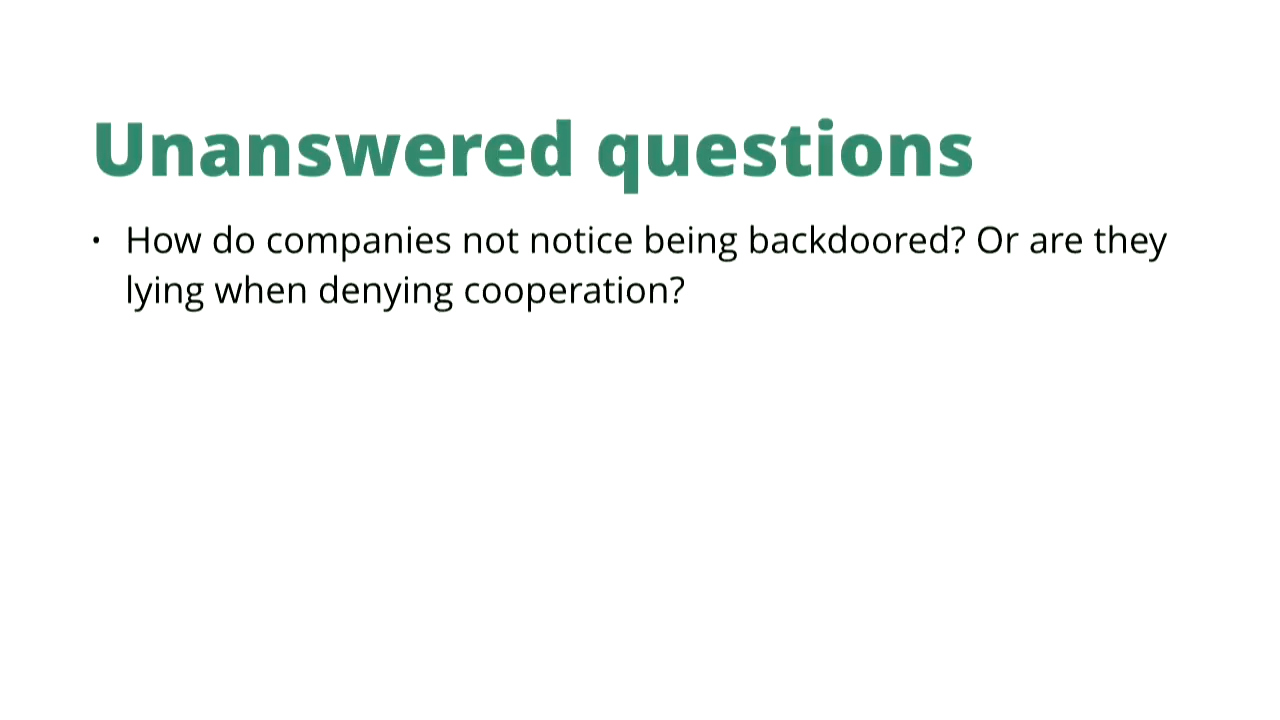 Unanswered questions
• How do companies not notice being backdoored? Or are they
lying when denying cooperation?